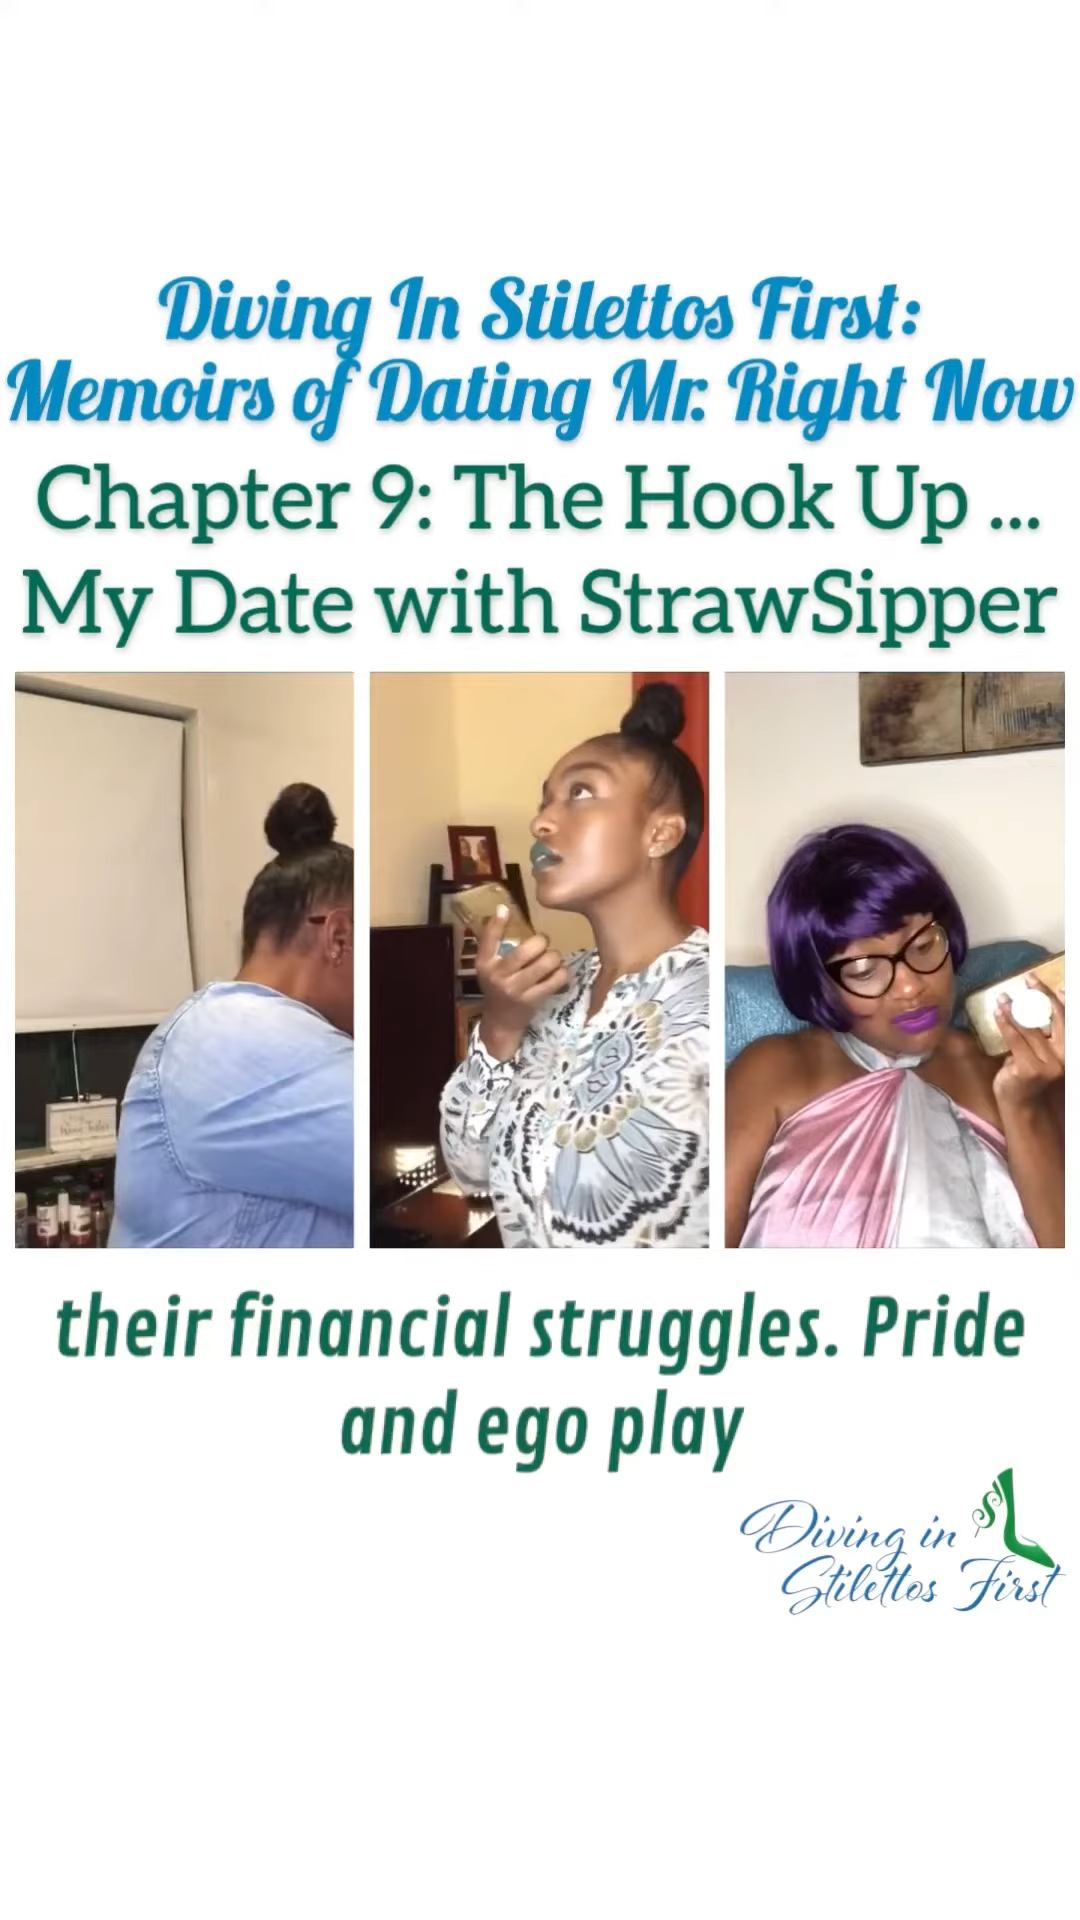 Diving In Stilettos First:
Memoirs of Dating Mr. Right Now
Chapter 9: The Hook Up ...
My Date with StrawSipper
their financial struggles. Pride
and ego play
Diving in
Stilettos First